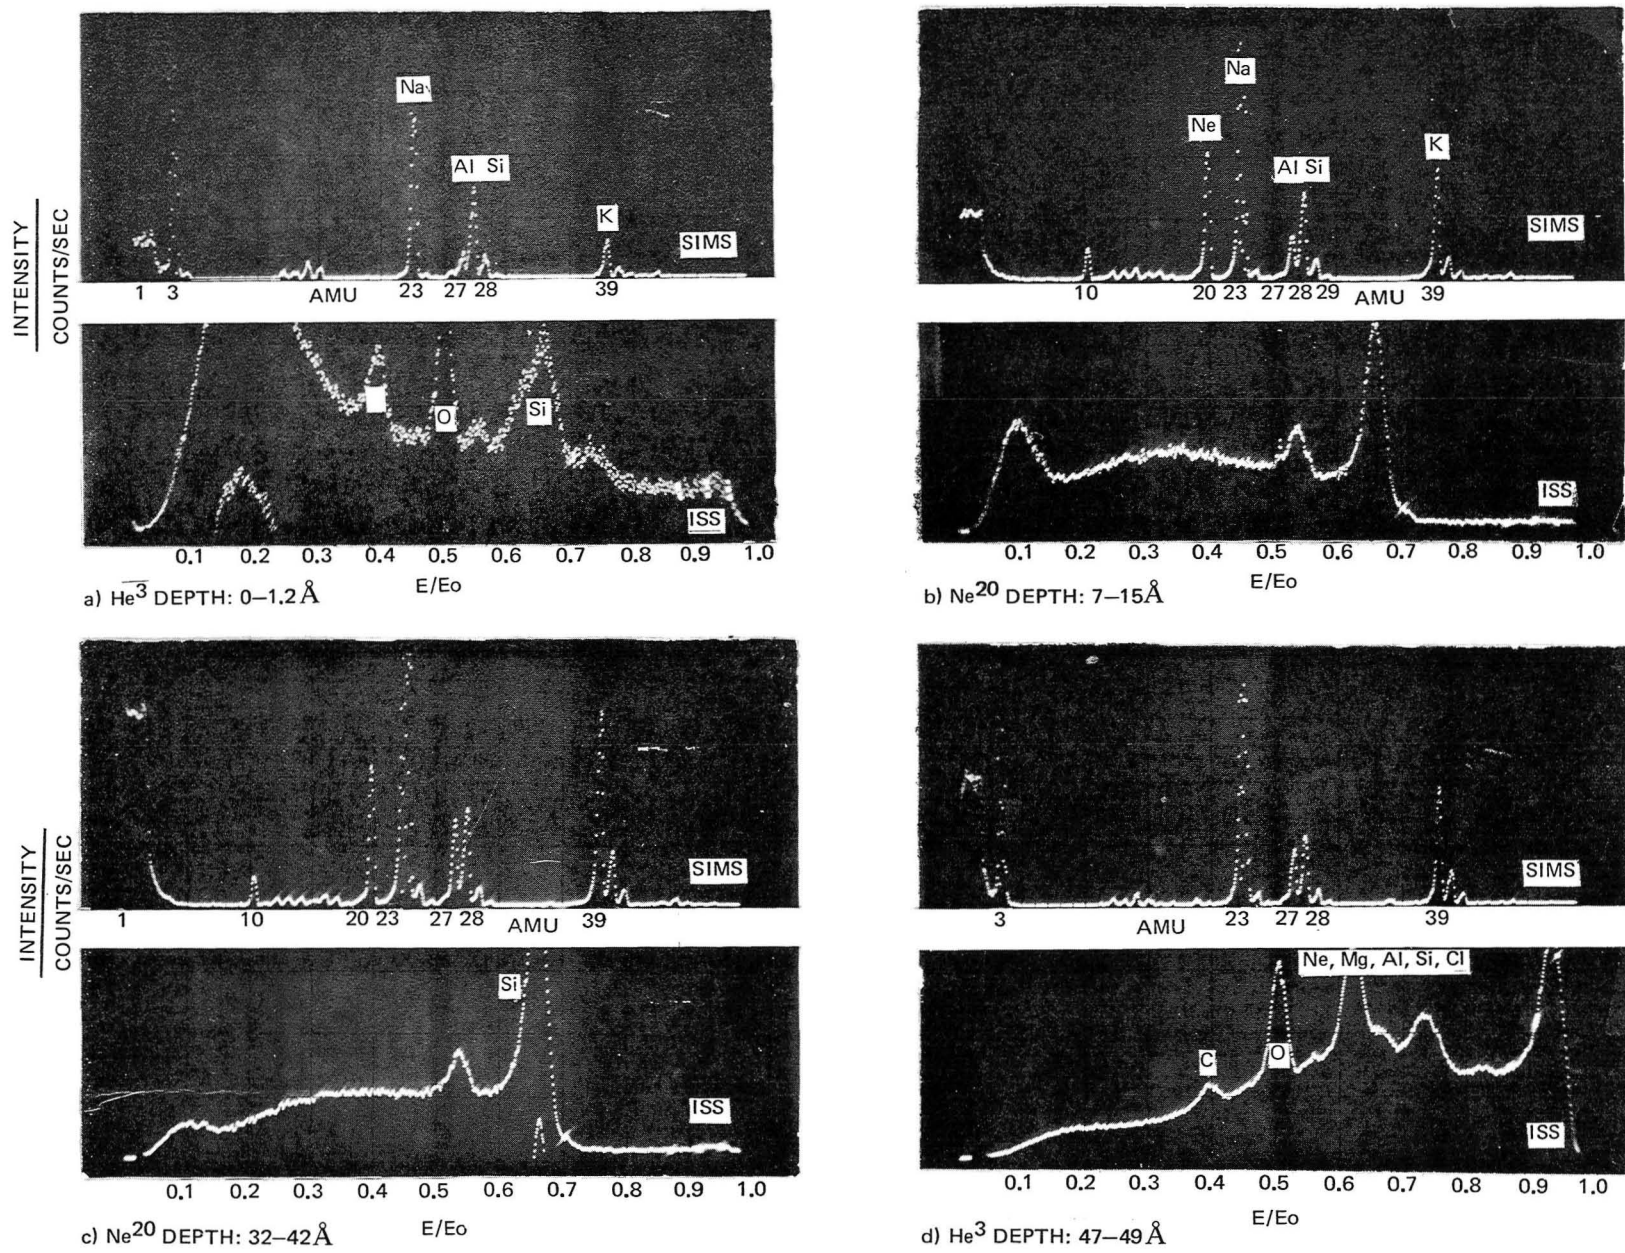 INTENSITY
COUNTS/SEC
Na
Al Si
K
SIMS
1 3 AMU 23 27 28 39
O
Si
ISS
0.1 0.2 0.3 0.4 0.5 0.6 0.7 0.8 0.9 1.0
E/Eo
a) He3 DEPTH: 0–1.2Å
Na
Ne
K
Al Si
SIMS
10 20 23 27 28 29 AMU 39
ISS
0.1 0.2 0.3 0.4 0.5 0.6 0.7 0.8 0.9 1.0
E/Eo
b) Ne20 DEPTH: 7–15Å
INTENSITY
COUNTS/SEC
SIMS
1 10 20 23 27 28 AMU 39
Si
ISS
0.1 0.2 0.3 0.4 0.5 0.6 0.7 0.8 0.9 1.0
E/Eo
c) Ne20 DEPTH: 32–42Å
SIMS
3 AMU 23 27 28 39
Ne, Mg, Al, Si, Cl
C
O
ISS
0.1 0.2 0.3 0.4 0.5 0.6 0.7 0.8 0.9 1.0
E/Eo
d) He3 DEPTH: 47–49Å